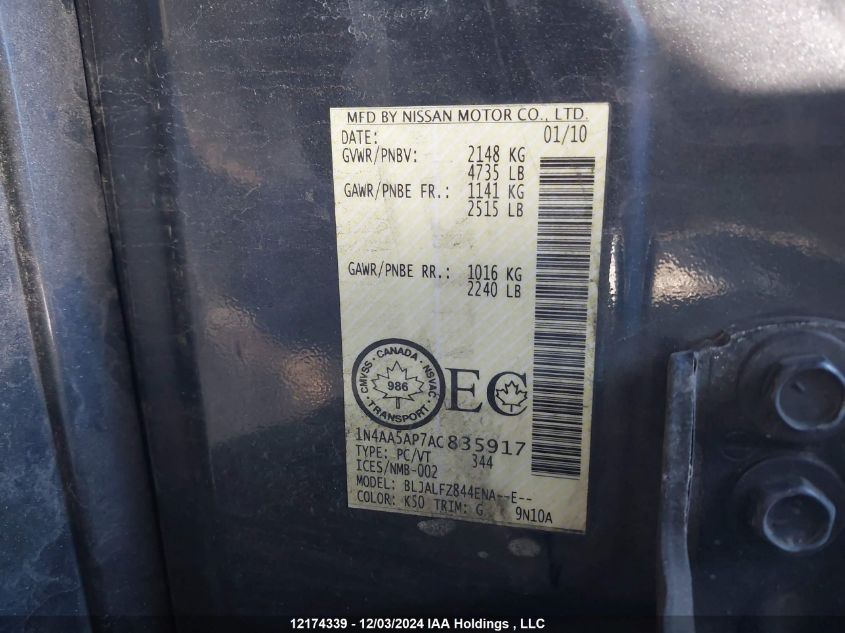 MFD BY NISSAN MOTOR CO., LTD.
DATE: 01/10
GVWR/PNBV: 2148 KG
4735 LB
GAWR/PNBE FR.: 1141 KG
2515 LB
GAWR/PNBE RR.: 1016 KG
2240 LB
CMVSS · CANADA · NSVAC · TRANSPORT ·
986
EC
1N4AA5AP7AC835917
TYPE: PC/VT 344
ICES/NMB-002
MODEL: BLJALFZ844ENA--E--
COLOR: K50 TRIM: G 9N10A
12174339 - 12/03/2024 IAA Holdings , LLC